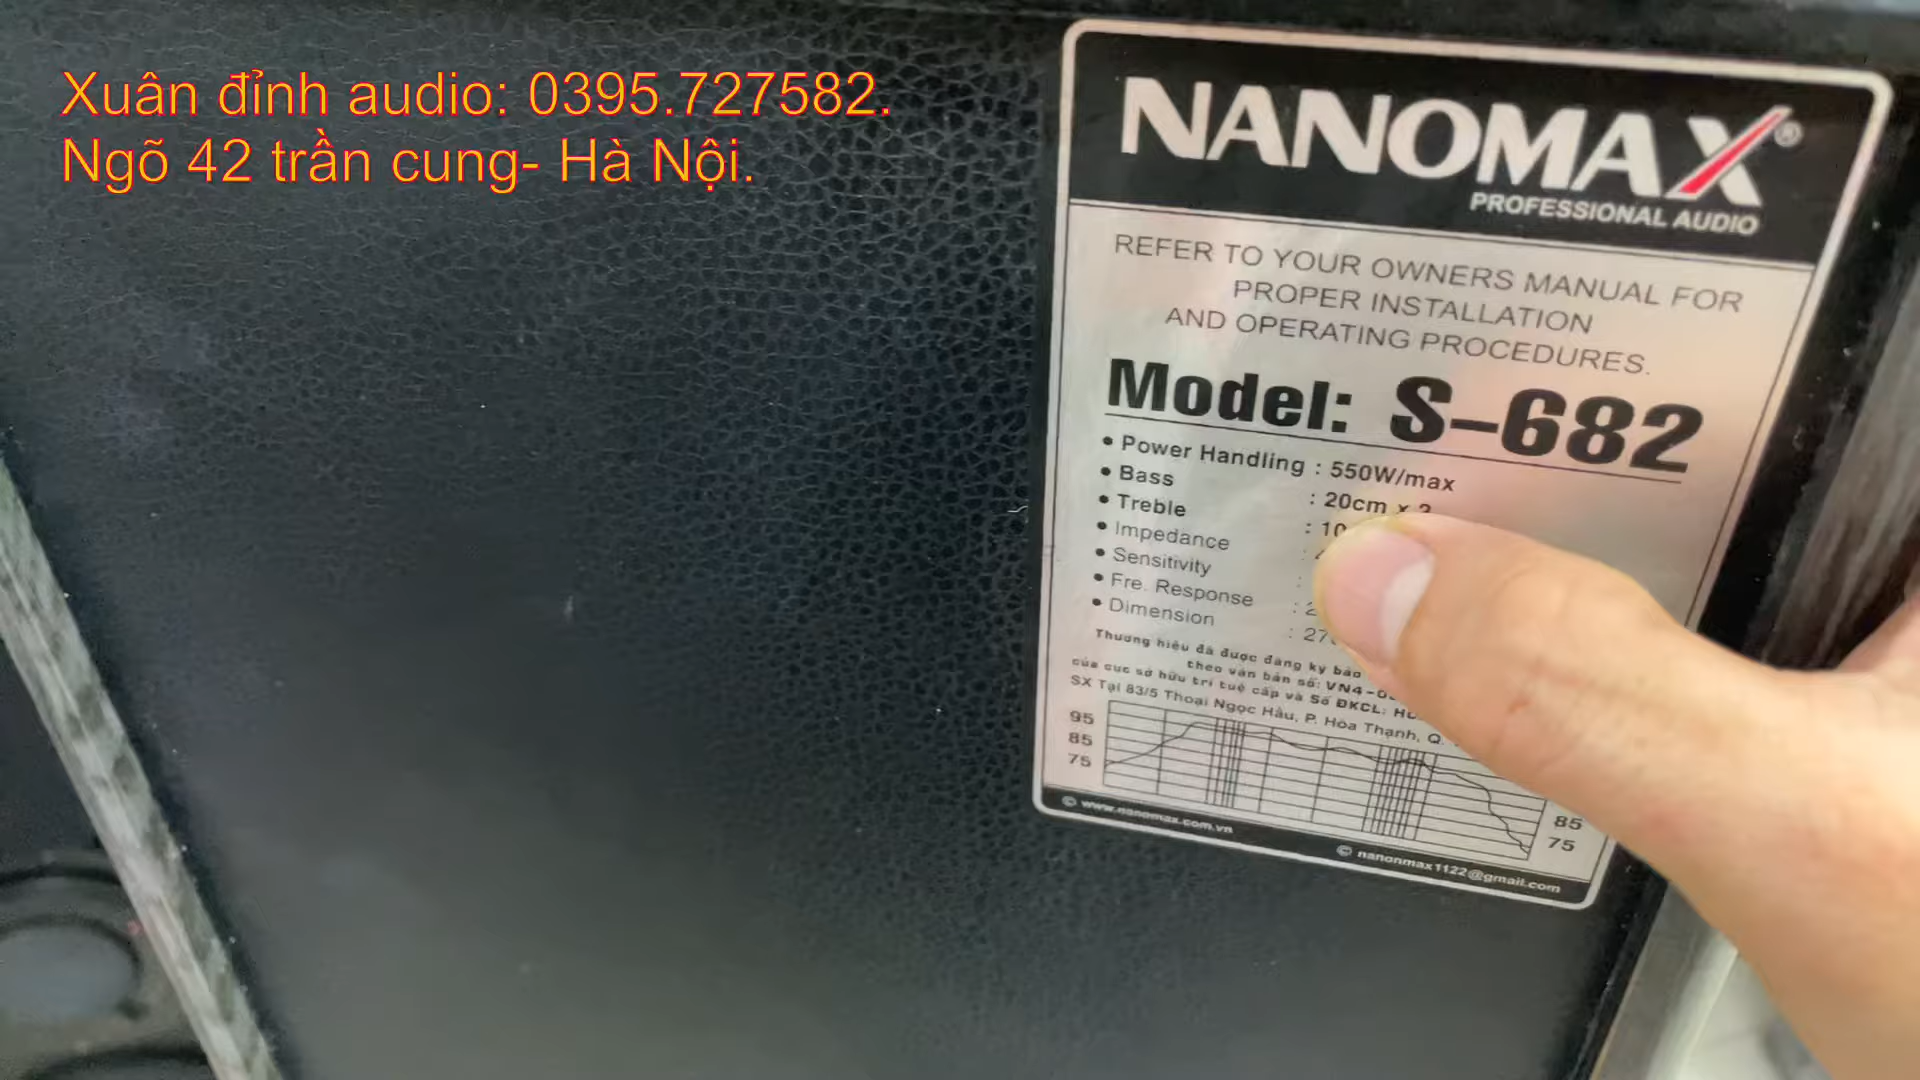 Xuân đỉnh audio: 0395.727582.
Ngõ 42 trần cung- Hà Nội.
NANOMAX®
PROFESSIONAL AUDIO
REFER TO YOUR OWNERS MANUAL FOR
PROPER INSTALLATION
AND OPERATING PROCEDURES.
Model: S-682
• Power Handling : 550W/max
• Bass : 20cm x 2
• Treble : 10
• Impedance :
• Sensitivity :
• Fre. Response : 2
• Dimension : 27
Thương hiệu đã được đăng ký bảo
theo văn bản số: VN4-
của cục sở hữu trí tuệ cấp và Số ĐKCL:
SX Tại 83/5 Thoại Ngọc Hầu, P. Hòa Thạnh, Q.
95
85
75
85
75
© www.nanomax.com.vn
© nanonmax1122@gmail.com